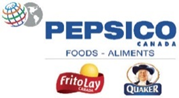 PEPSICO
CANADA
FOODS - ALIMENTS
FritoLay
CANADA
QUAKER